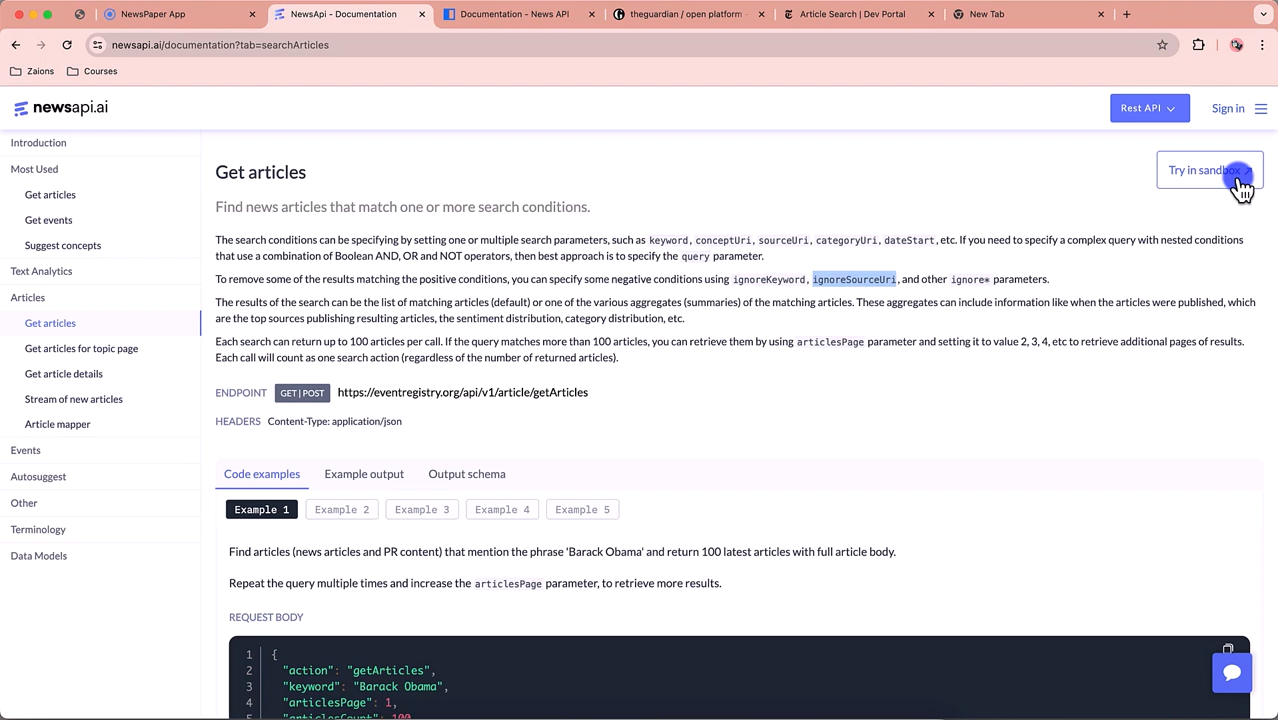 NewsPaper App
NewsApi - Documentation
Documentation - News API
theguardian / open platform -
Article Search | Dev Portal
New Tab
newsapi.ai/documentation?tab=searchArticles
Zaions
Courses
newsapi.ai
Rest API
Sign in
Introduction
Most Used
Get articles
Get events
Suggest concepts
Text Analytics
Articles
Get articles
Get articles for topic page
Get article details
Stream of new articles
Article mapper
Events
Autosuggest
Other
Terminology
Data Models
Get articles
Try in sandbox
Find news articles that match one or more search conditions.
The search conditions can be specifying by setting one or multiple search parameters, such as keyword, conceptUri, sourceUri, categoryUri, dateStart, etc. If you need to specify a complex query with nested conditions
that use a combination of Boolean AND, OR and NOT operators, then best approach is to specify the query parameter.
To remove some of the results matching the positive conditions, you can specify some negative conditions using ignoreKeyword, ignoreSourceUri, and other ignore* parameters.
The results of the search can be the list of matching articles (default) or one of the various aggregates (summaries) of the matching articles. These aggregates can include information like when the articles were published, which
are the top sources publishing resulting articles, the sentiment distribution, category distribution, etc.
Each search can return up to 100 articles per call. If the query matches more than 100 articles, you can retrieve them by using articlesPage parameter and setting it to value 2, 3, 4, etc to retrieve additional pages of results.
Each call will count as one search action (regardless of the number of returned articles).
ENDPOINT GET | POST https://eventregistry.org/api/v1/article/getArticles
HEADERS Content-Type: application/json
Code examples
Example output
Output schema
Example 1
Example 2
Example 3
Example 4
Example 5
Find articles (news articles and PR content) that mention the phrase 'Barack Obama' and return 100 latest articles with full article body.
Repeat the query multiple times and increase the articlesPage parameter, to retrieve more results.
REQUEST BODY
1 {
2 "action": "getArticles",
3 "keyword": "Barack Obama",
4 "articlesPage": 1,
5 "articlesCount": 100,